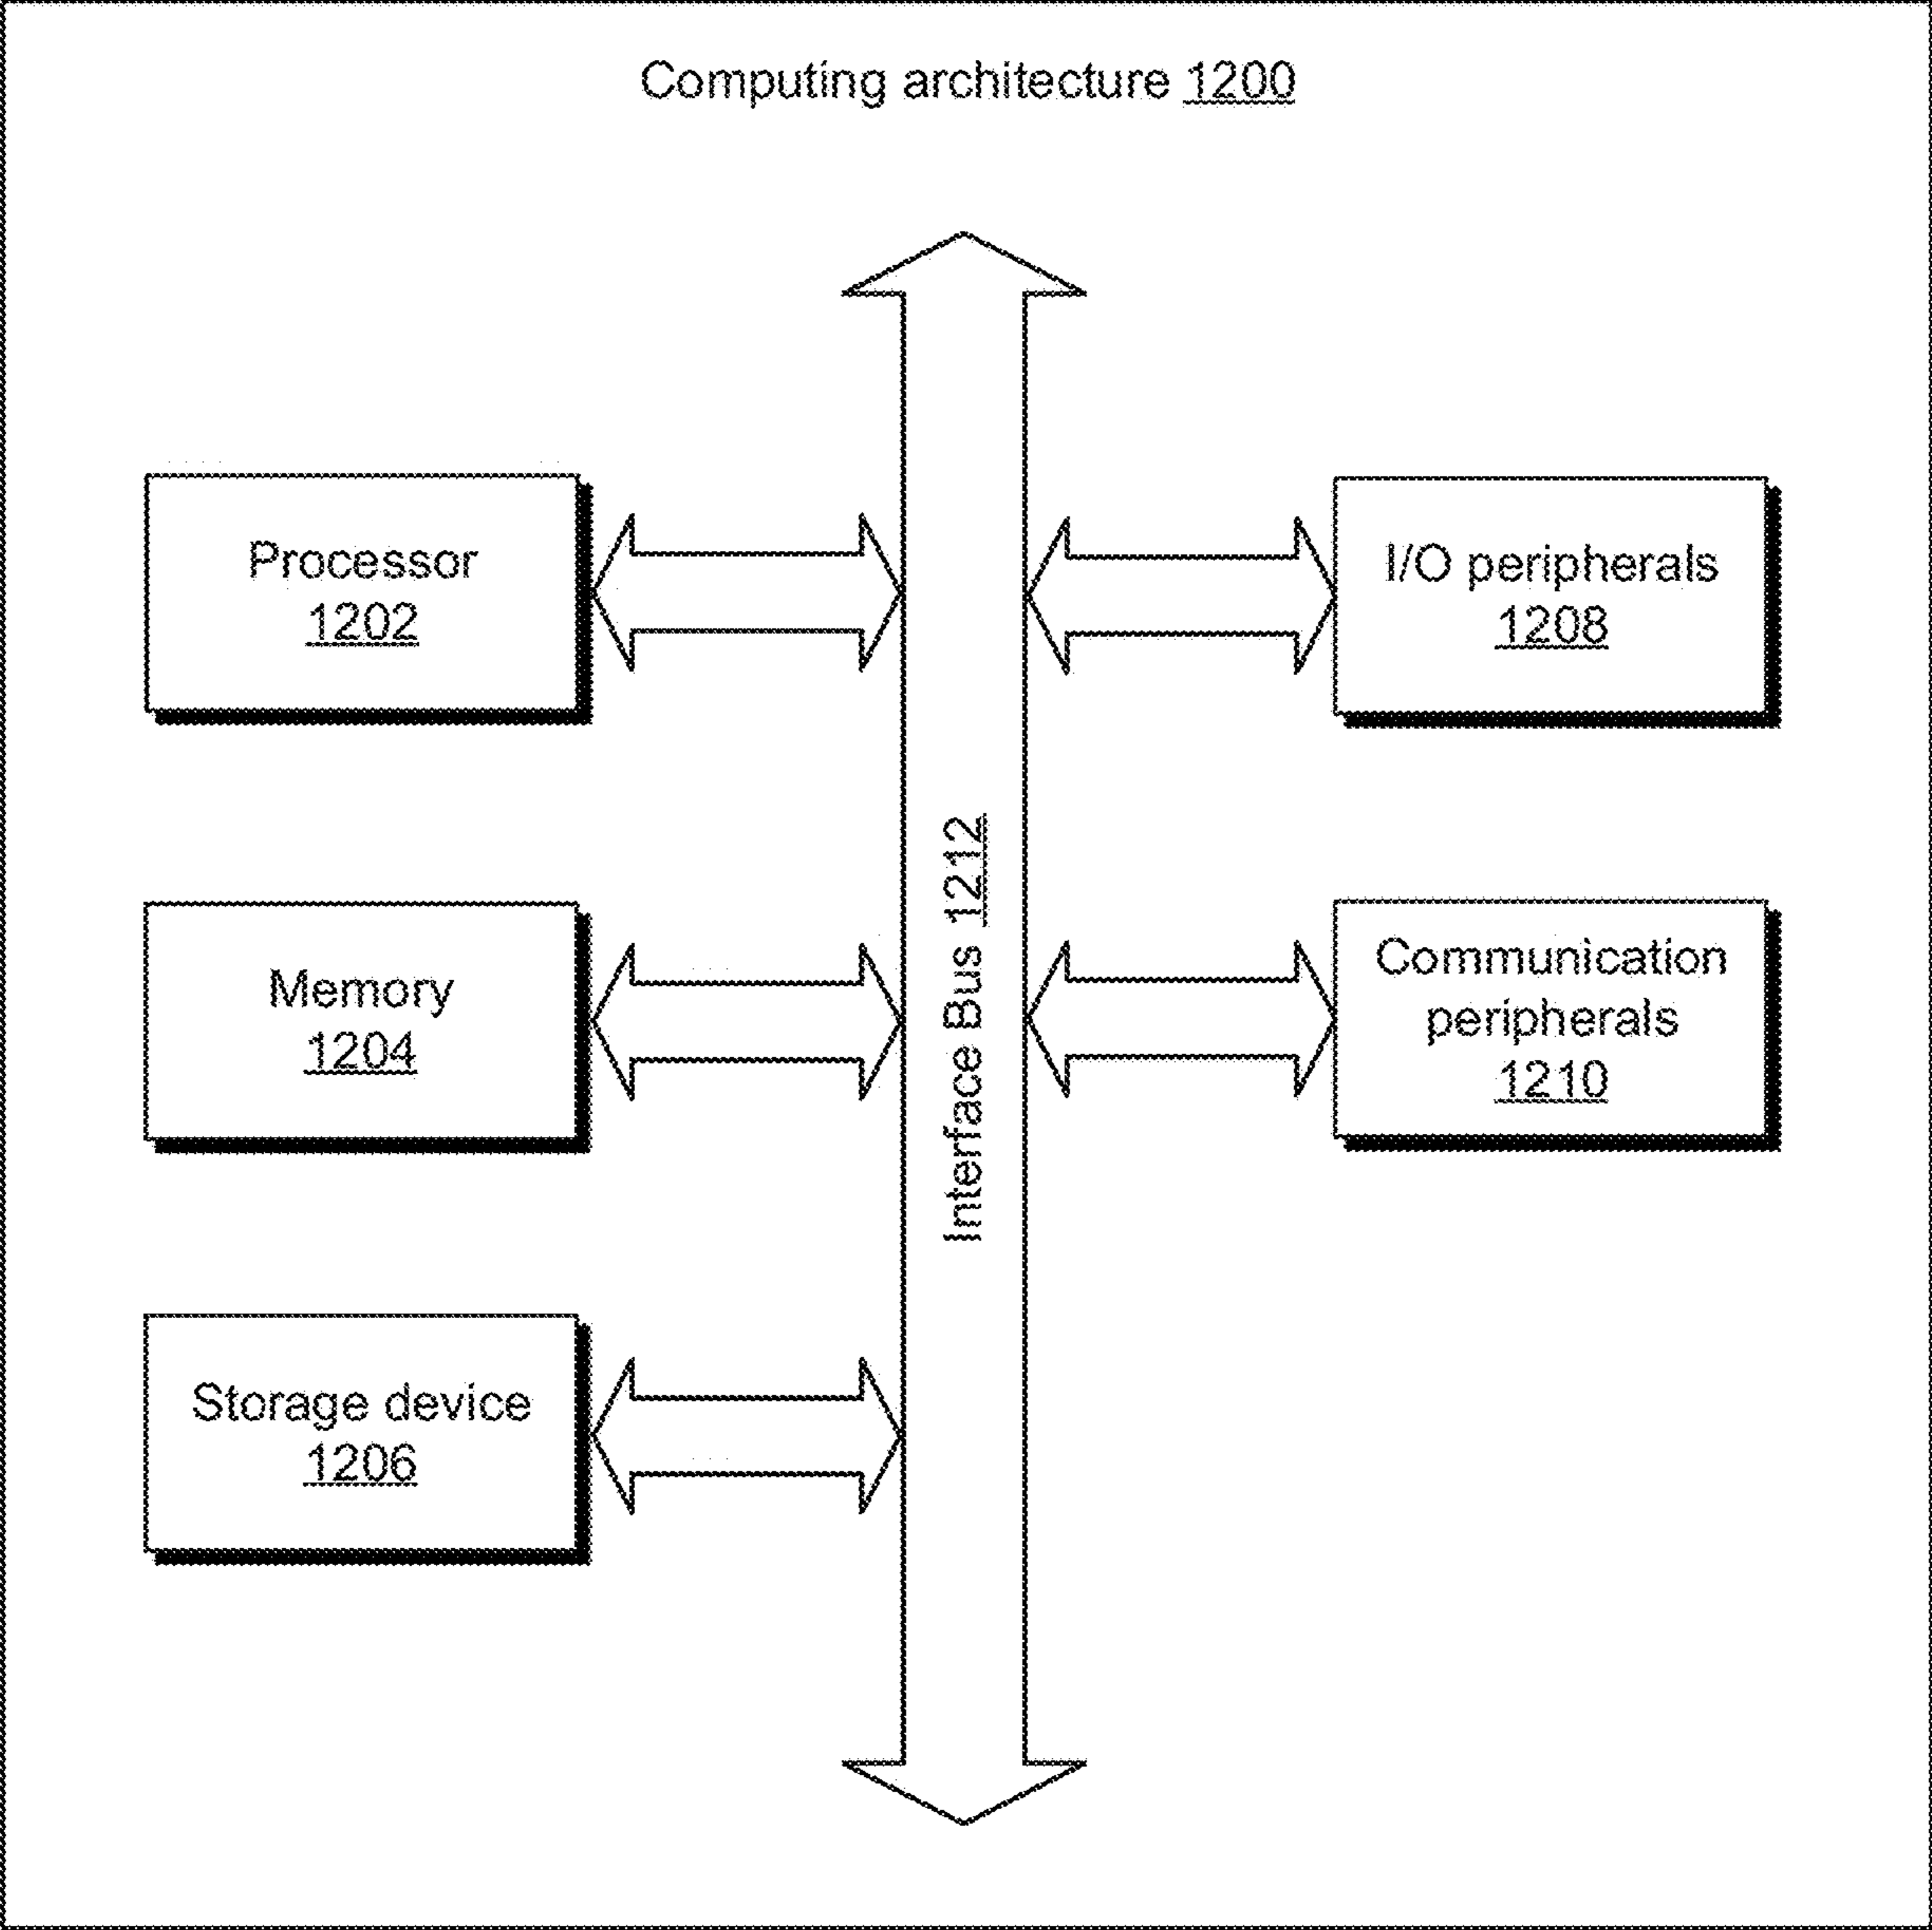 Computing architecture 1200
Processor
1202
I/O peripherals
1208
Interface Bus 1212
Memory
1204
Communication
peripherals
1210
Storage device
1206